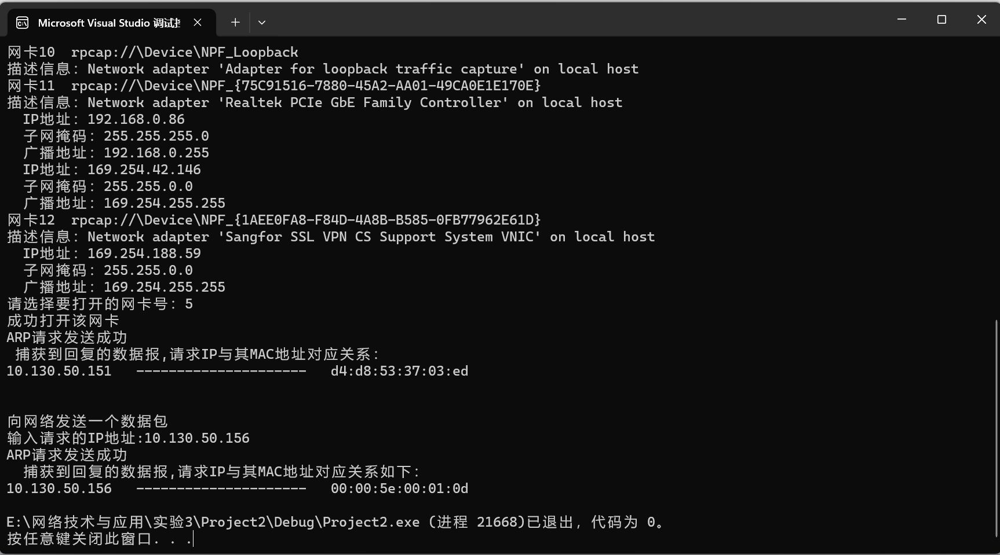 Microsoft Visual Studio 调试
网卡10  rpcap://\Device\NPF_Loopback
描述信息: Network adapter 'Adapter for loopback traffic capture' on local host
网卡11  rpcap://\Device\NPF_{75C91516-7880-45A2-AA01-49CA0E1E170E}
描述信息: Network adapter 'Realtek PCIe GbE Family Controller' on local host
  IP地址: 192.168.0.86
  子网掩码: 255.255.255.0
  广播地址: 192.168.0.255
  IP地址: 169.254.42.146
  子网掩码: 255.255.0.0
  广播地址: 169.254.255.255
网卡12  rpcap://\Device\NPF_{1AEE0FA8-F84D-4A8B-B585-0FB77962E61D}
描述信息: Network adapter 'Sangfor SSL VPN CS Support System VNIC' on local host
  IP地址: 169.254.188.59
  子网掩码: 255.255.0.0
  广播地址: 169.254.255.255
请选择要打开的网卡号: 5
成功打开该网卡
ARP请求发送成功
 捕获到回复的数据报,请求IP与其MAC地址对应关系:
10.130.50.151   ---------------------   d4:d8:53:37:03:ed
向网络发送一个数据包
输入请求的IP地址:10.130.50.156
ARP请求发送成功
  捕获到回复的数据报,请求IP与其MAC地址对应关系如下:
10.130.50.156   ---------------------   00:00:5e:00:01:0d
E:\网络技术与应用\实验3\Project2\Debug\Project2.exe (进程 21668)已退出，代码为 0。
按任意键关闭此窗口. . .